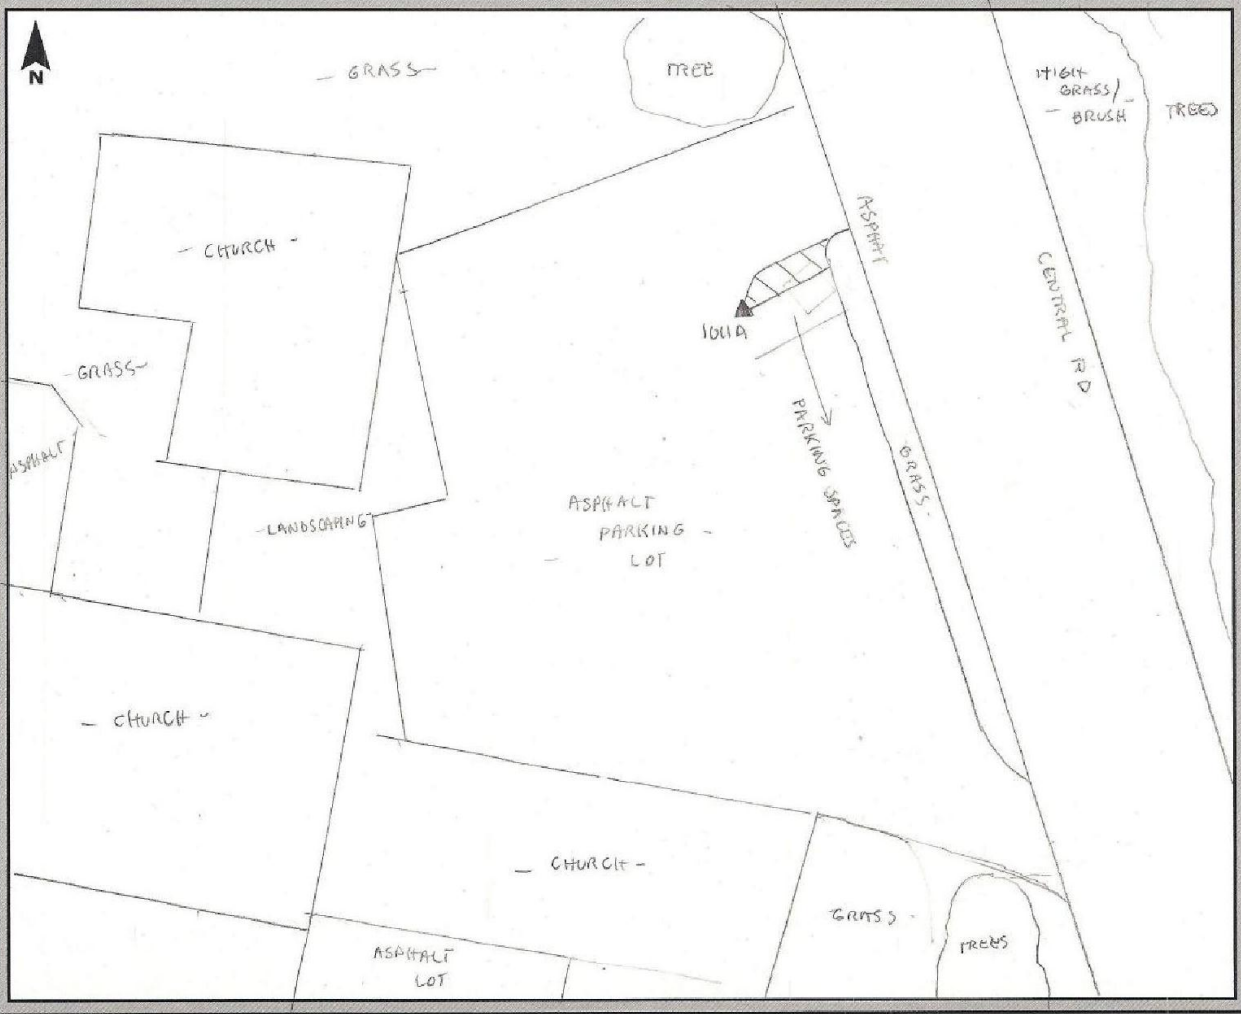 N
- GRASS -
TREE
HIGH
GRASS/
- BRUSH -
TREES
- CHURCH -
ASPHALT
CENTRAL RD
- GRASS -
ASPHALT
PARKING SPACES
GRASS -
- LANDSCAPING -
ASPHALT
PARKING -
- LOT
- CHURCH -
- CHURCH -
GRASS -
TREES
ASPHALT
LOT